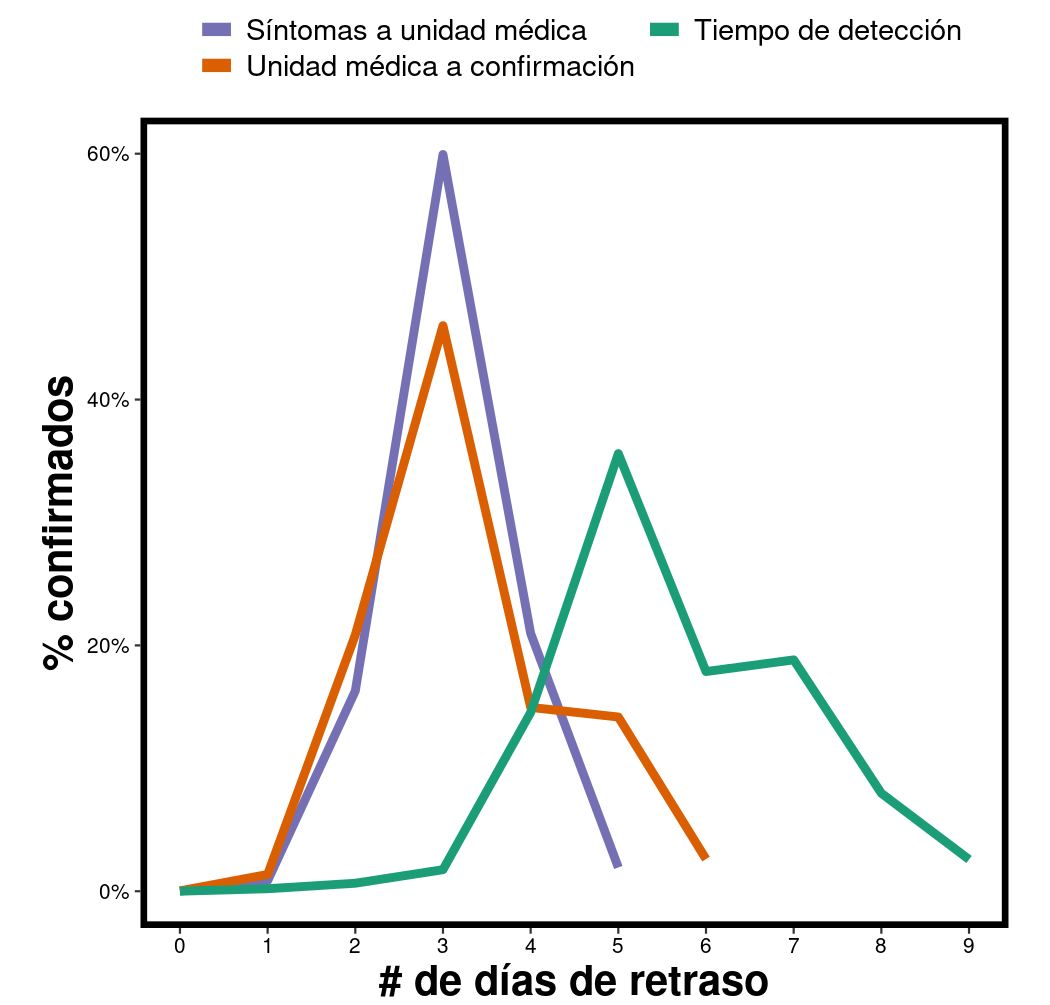 Síntomas a unidad médica
Tiempo de detección
Unidad médica a confirmación
60%
40%
20%
0%
% confirmados
0 1 2 3 4 5 6 7 8 9
# de días de retraso